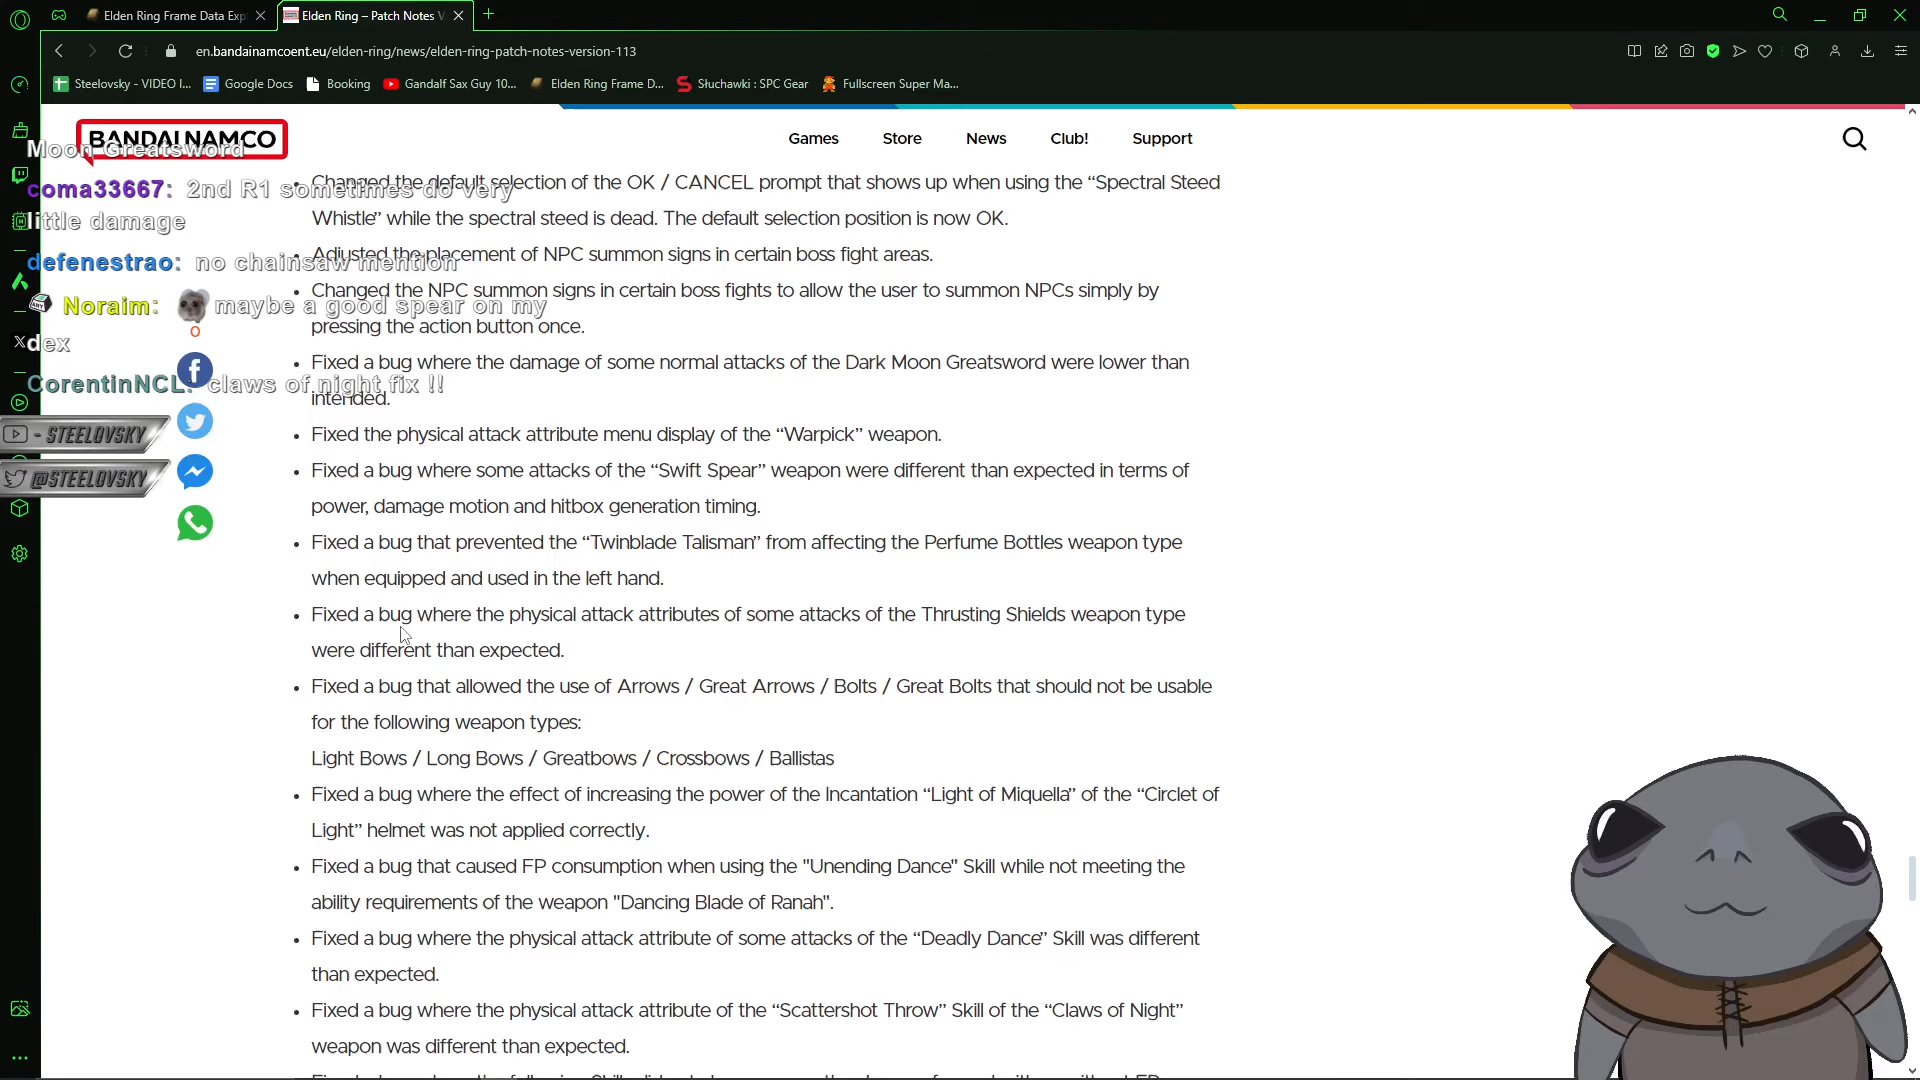 Elden Ring Frame Data Exp
Elden Ring – Patch Notes V
en.bandainamcoent.eu/elden-ring/news/elden-ring-patch-notes-version-113
Steelovsky - VIDEO I...
Google Docs
Booking
Gandalf Sax Guy 10...
Elden Ring Frame D...
Słuchawki : SPC Gear
Fullscreen Super Ma...
BANDAI NAMCO
Games
Store
News
Club!
Support
Moon Greatsword
coma33667: 2nd R1 sometimes do very
little damage
defenestrao: no chainsaw mention
Noraim: maybe a good spear on my
dex
CorentinNCL: claws of night fix !!
0
- STEELOVSKY
@STEELOVSKY
• Changed the default selection of the OK / CANCEL prompt that shows up when using the “Spectral Steed
Whistle” while the spectral steed is dead. The default selection position is now OK.
• Adjusted the placement of NPC summon signs in certain boss fight areas.
• Changed the NPC summon signs in certain boss fights to allow the user to summon NPCs simply by
pressing the action button once.
• Fixed a bug where the damage of some normal attacks of the Dark Moon Greatsword were lower than
intended.
• Fixed the physical attack attribute menu display of the “Warpick” weapon.
• Fixed a bug where some attacks of the “Swift Spear” weapon were different than expected in terms of
power, damage motion and hitbox generation timing.
• Fixed a bug that prevented the “Twinblade Talisman” from affecting the Perfume Bottles weapon type
when equipped and used in the left hand.
• Fixed a bug where the physical attack attributes of some attacks of the Thrusting Shields weapon type
were different than expected.
• Fixed a bug that allowed the use of Arrows / Great Arrows / Bolts / Great Bolts that should not be usable
for the following weapon types:
Light Bows / Long Bows / Greatbows / Crossbows / Ballistas
• Fixed a bug where the effect of increasing the power of the Incantation “Light of Miquella” of the “Circlet of
Light” helmet was not applied correctly.
• Fixed a bug that caused FP consumption when using the "Unending Dance" Skill while not meeting the
ability requirements of the weapon "Dancing Blade of Ranah".
• Fixed a bug where the physical attack attribute of some attacks of the “Deadly Dance” Skill was different
than expected.
• Fixed a bug where the physical attack attribute of the “Scattershot Throw” Skill of the “Claws of Night”
weapon was different than expected.